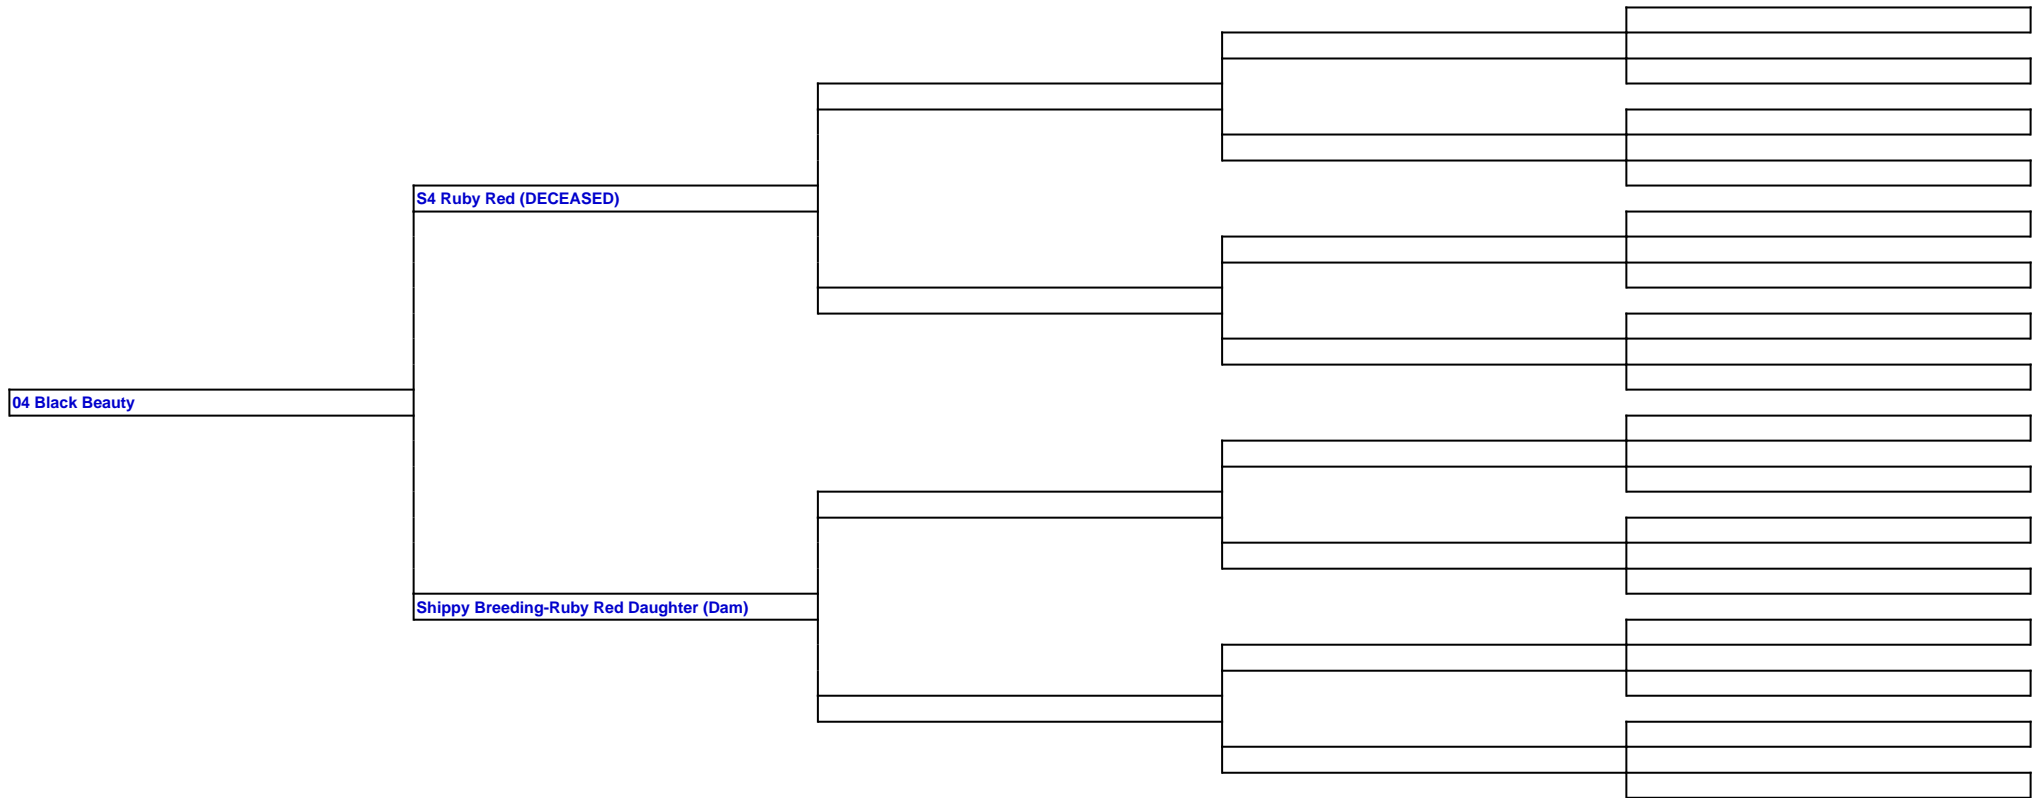 S4 Ruby Red (DECEASED)
04 Black Beauty
Shippy Breeding-Ruby Red Daughter (Dam)